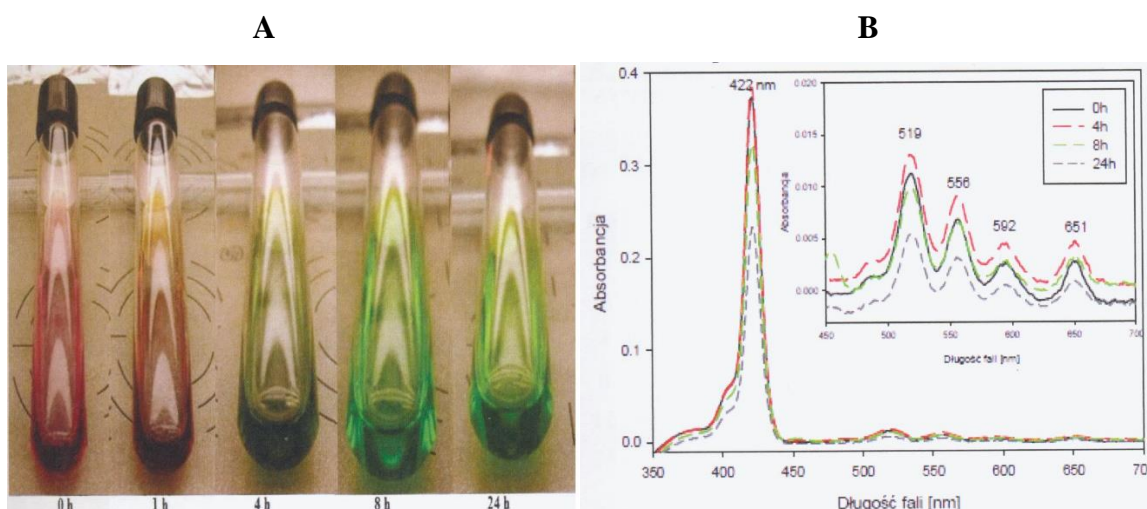 A
B
0 h
1 h
4 h
8 h
24 h
0.4
0.3
0.2
0.1
0.0
Absorbancja
422 nm
350
400
450
500
550
600
650
70
Długość fali [nm]
0.020
0.015
0.010
0.005
0.000
Absorbancja
519
556
592
651
0h
4h
8h
24h
450
500
550
600
650
700
Długość fali [nm]